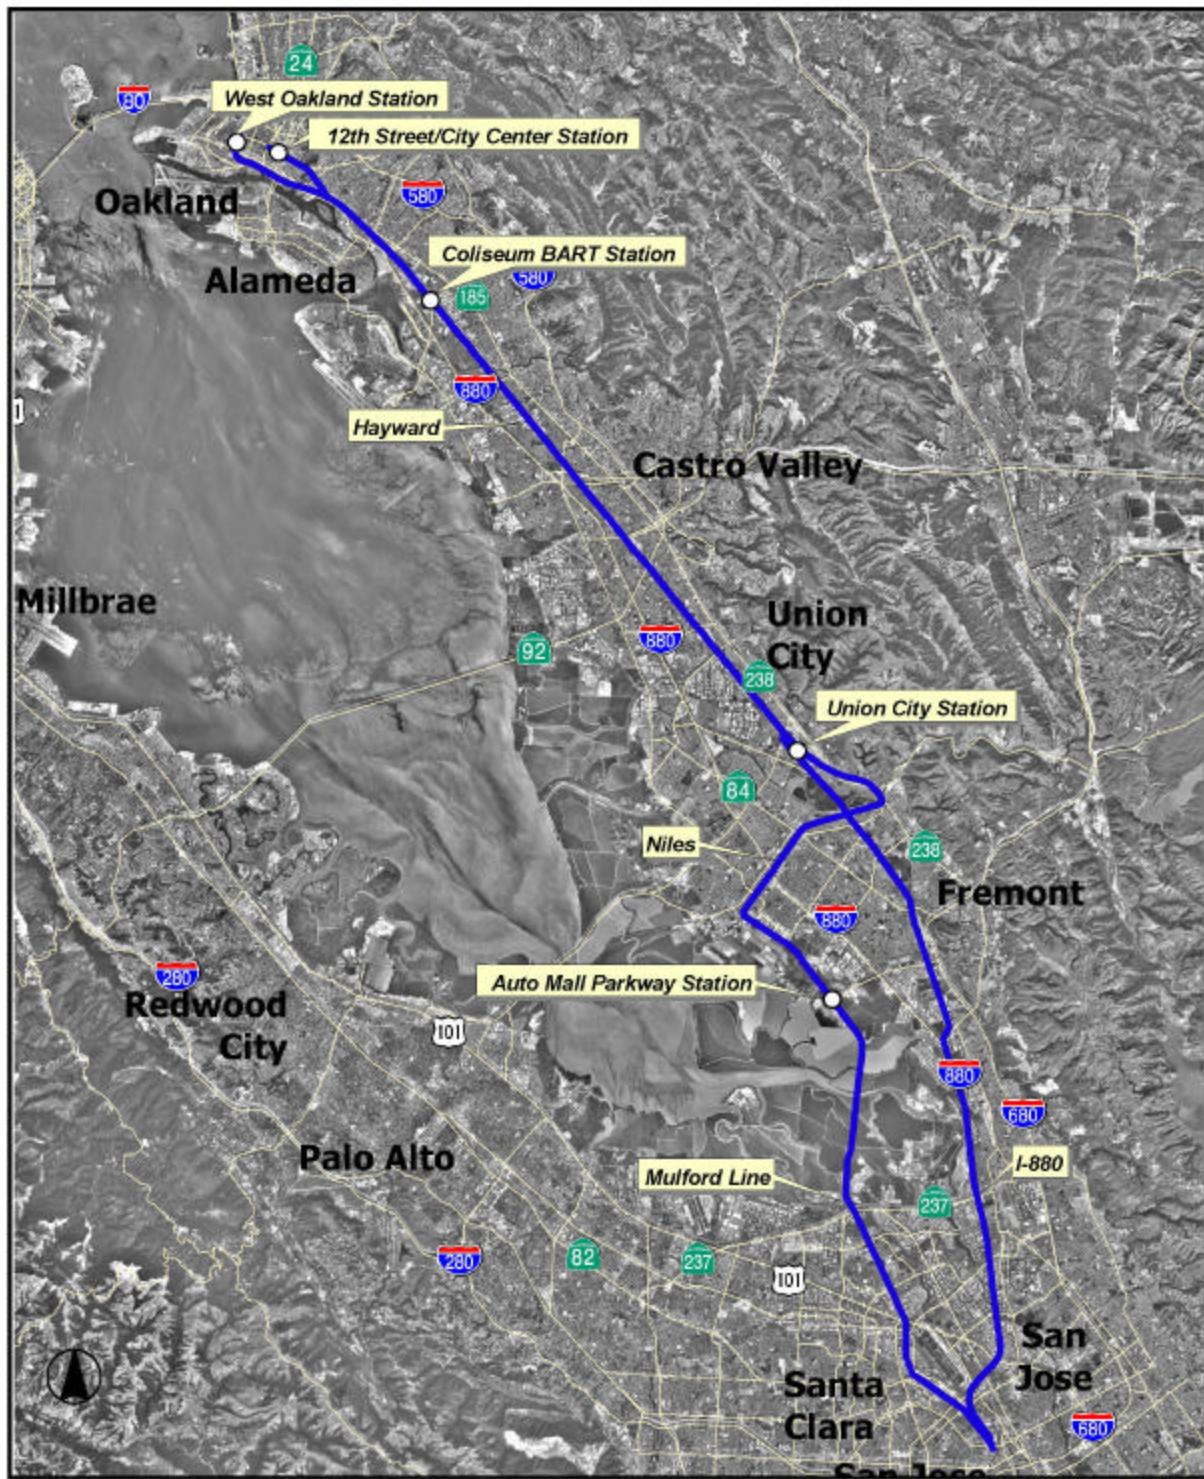 24
80
West Oakland Station
12th Street/City Center Station
580
Oakland
Coliseum BART Station
Alameda
580
185
880
1
Hayward
Castro Valley
Millbrae
Union
City
880
92
238
Union City Station
84
Niles
238
Fremont
880
280
Auto Mall Parkway Station
Redwood
City
101
880
680
Palo Alto
I-880
Mulford Line
237
280
82
237
101
San
Jose
Santa
Clara
680
San Jose